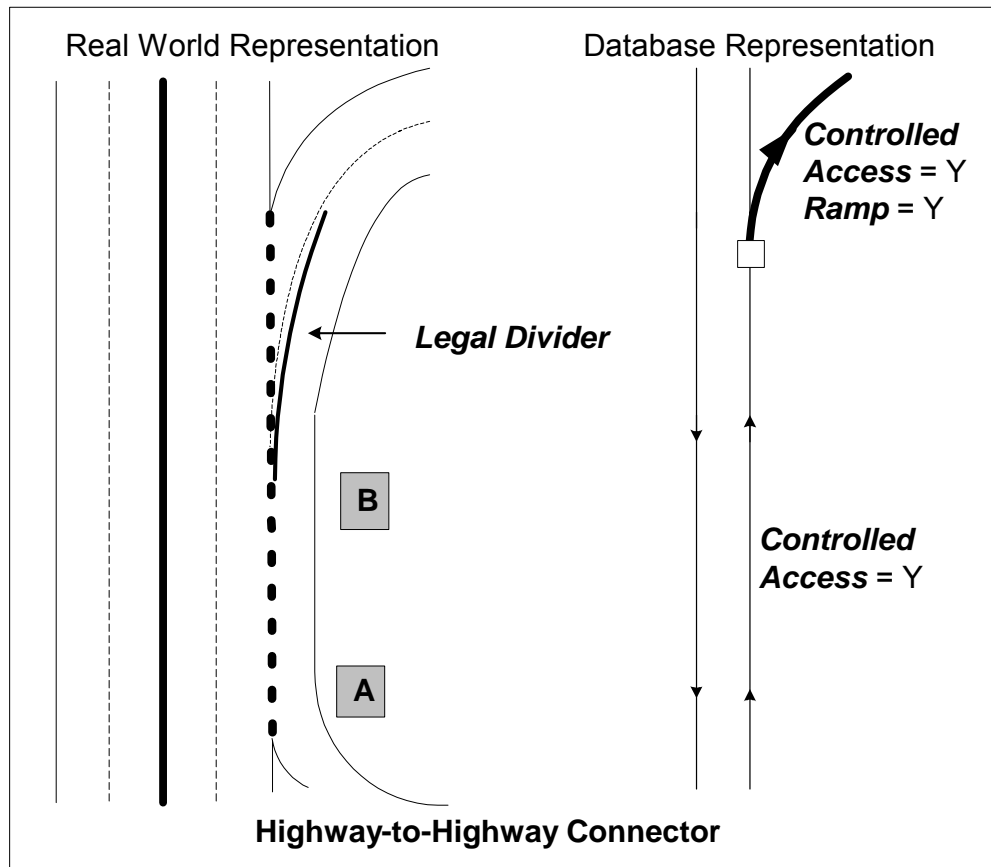 Real World Representation
Database Representation
Controlled
Access = Y
Ramp = Y
Legal Divider
B
Controlled
Access = Y
A
Highway-to-Highway Connector